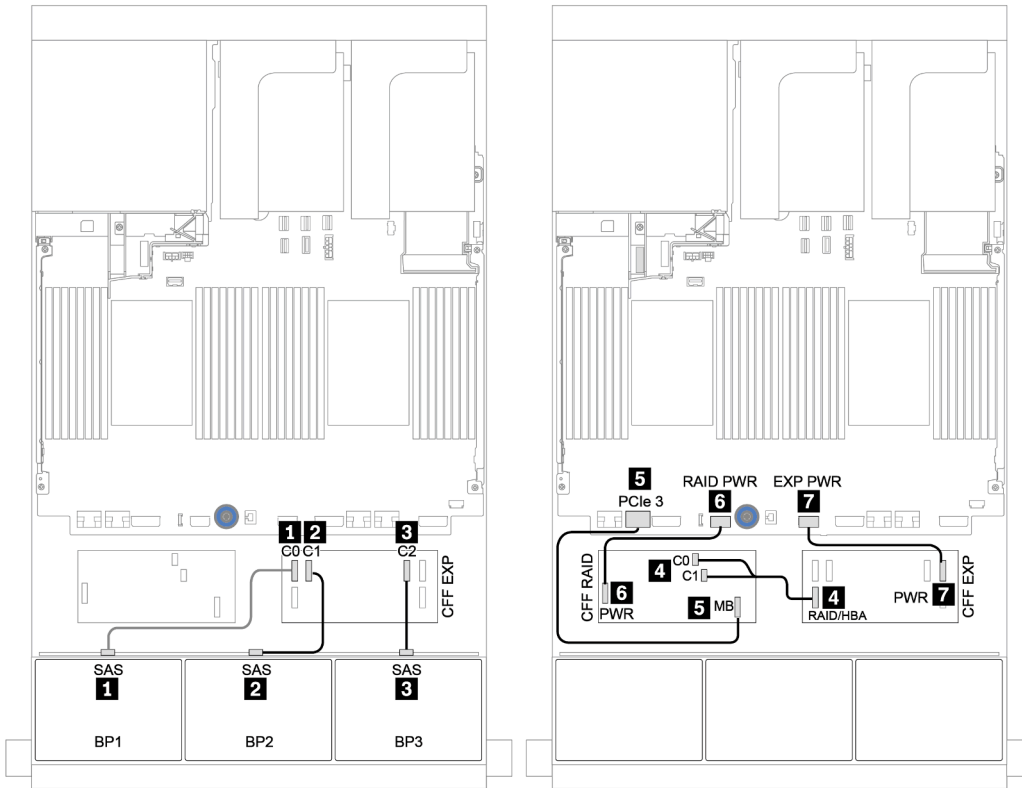 1 2 3
C0 C1 C2
CFF EXP
SAS SAS SAS
1 2 3
BP1 BP2 BP3
5 RAID PWR EXP PWR
PCIe 3 6 7
CFF RAID
4 C0
C1
6
PWR
5 MB
4
RAID/HBA
PWR 7
CFF EXP